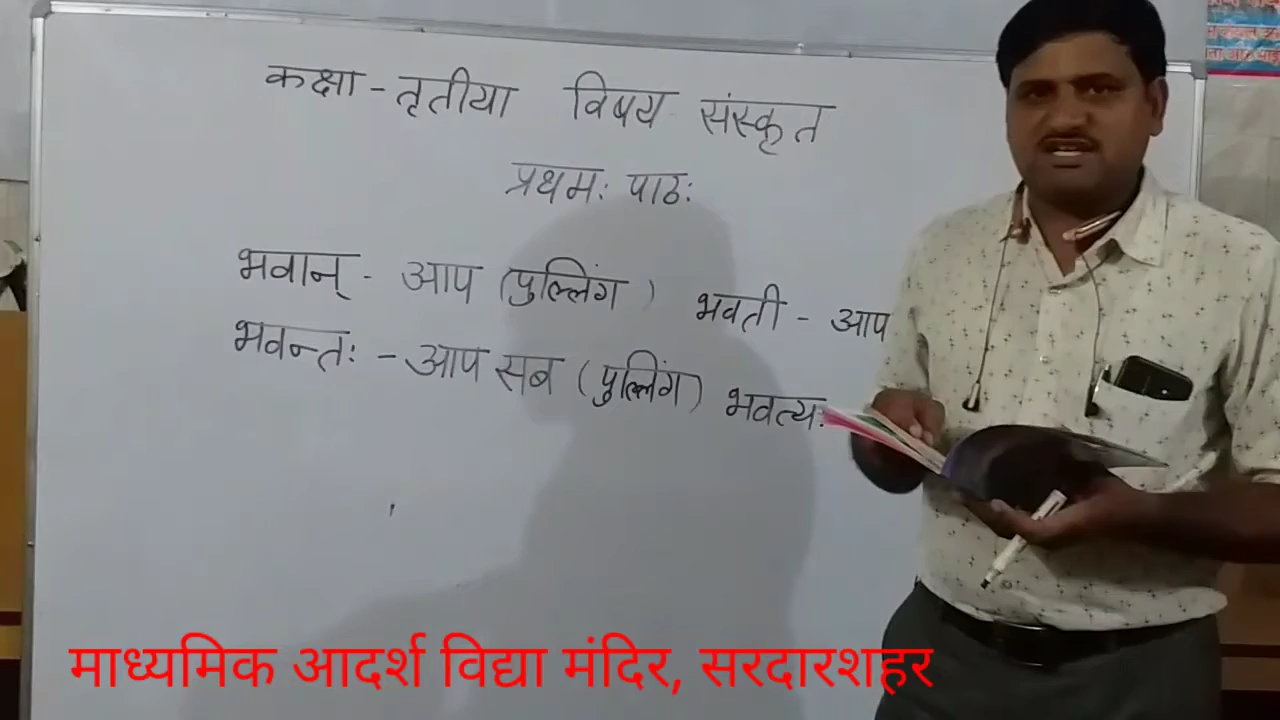 कक्षा - तृतीया विषय - संस्कृत
प्रथमः पाठः
भवान् - आप (पुल्लिंग) भवती - आप
भवन्तः - आप सब (पुल्लिंग) भवत्यः
माध्यमिक आदर्श विद्या मंदिर, सरदारशहर